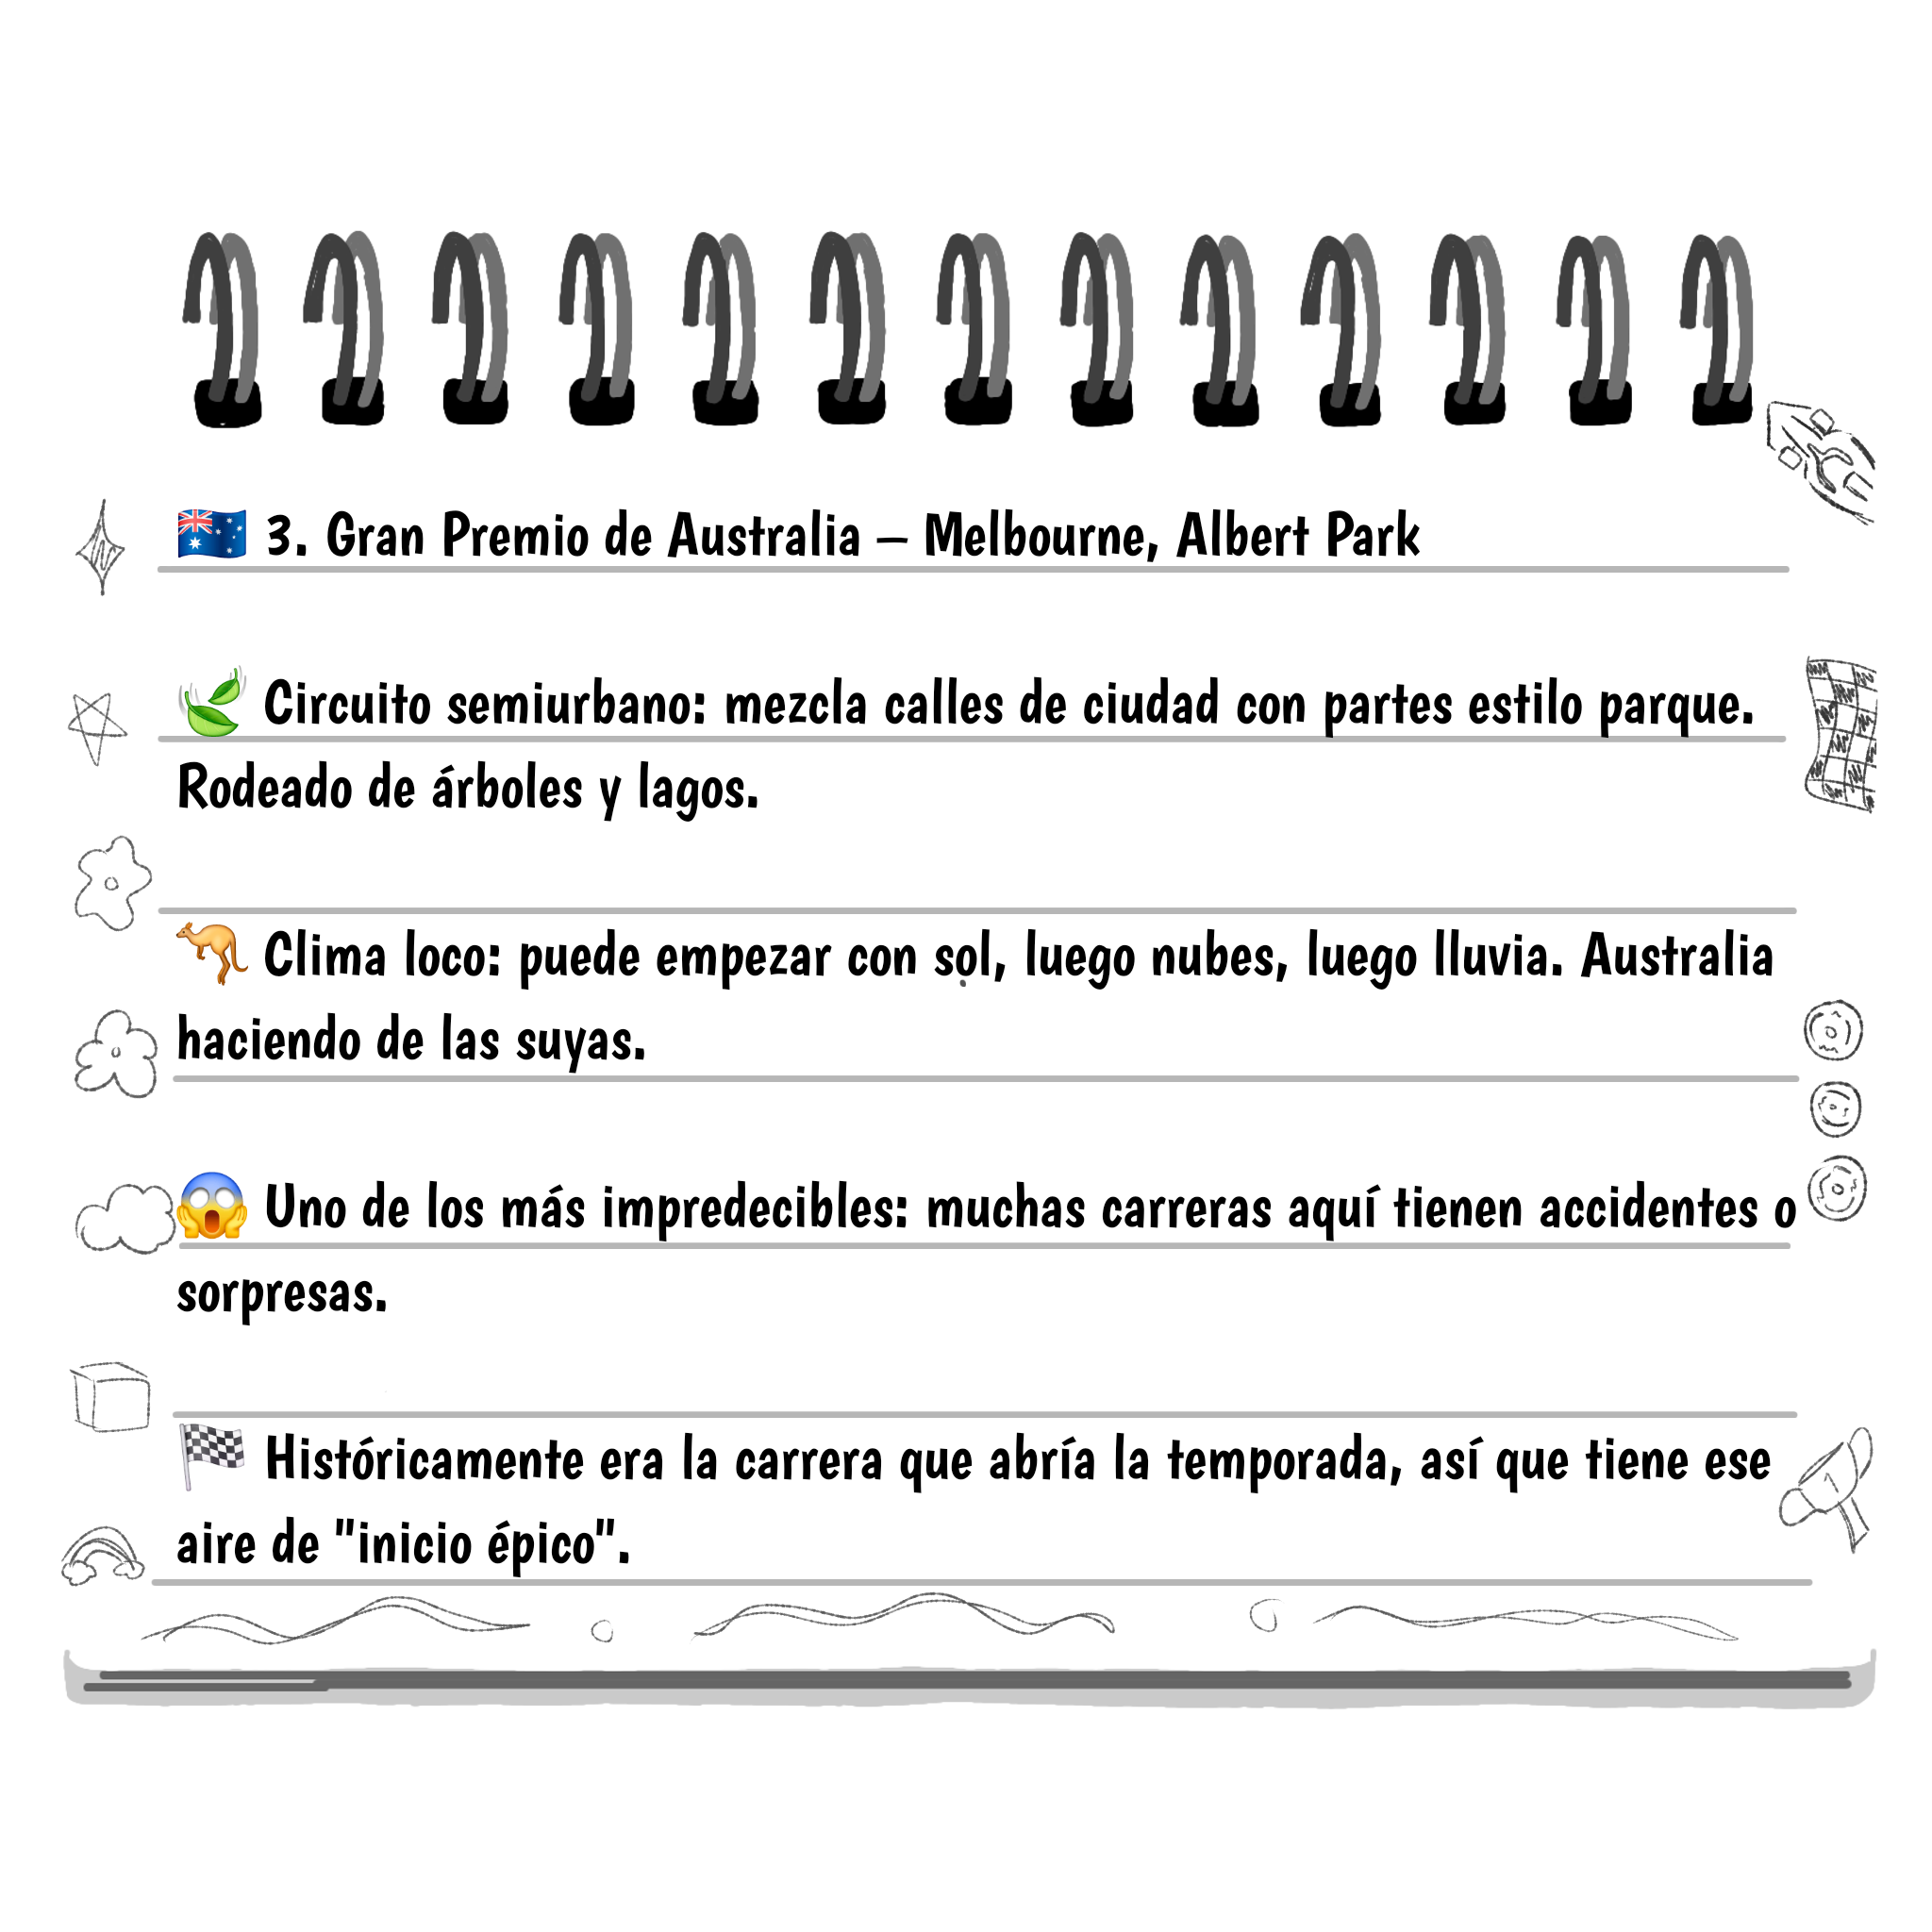 🇦🇺 3. Gran Premio de Australia – Melbourne, Albert Park
🍃 Circuito semiurbano: mezcla calles de ciudad con partes estilo parque.
Rodeado de árboles y lagos.
🦘 Clima loco: puede empezar con sol, luego nubes, luego lluvia. Australia
haciendo de las suyas.
😱 Uno de los más impredecibles: muchas carreras aquí tienen accidentes o
sorpresas.
🏁 Históricamente era la carrera que abría la temporada, así que tiene ese
aire de "inicio épico".